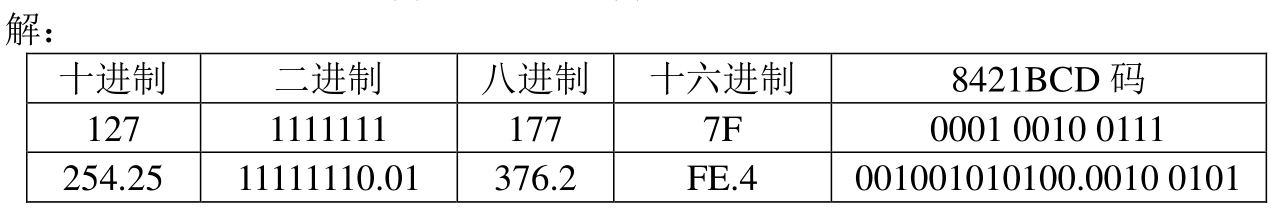 解：
十进制 二进制 八进制 十六进制 8421BCD 码
127 1111111 177 7F 0001 0010 0111
254.25 11111110.01 376.2 FE.4 001001010100.0010 0101